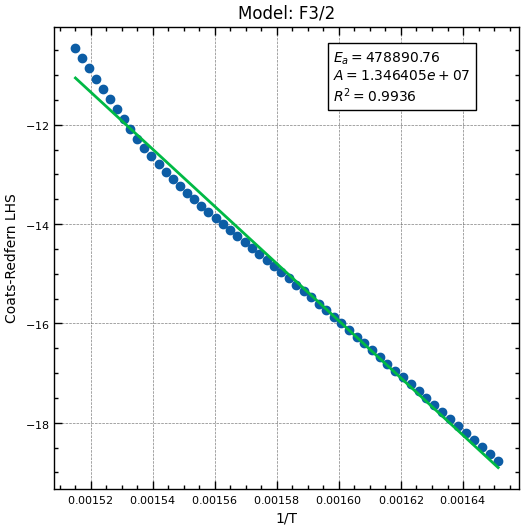 Model: F3/2
E_a = 478890.76
A = 1.346405e + 07
R^2 = 0.9936
−12
−14
−16
−18
Coats-Redfern LHS
0.00152 0.00154 0.00156 0.00158 0.00160 0.00162 0.00164
1/T